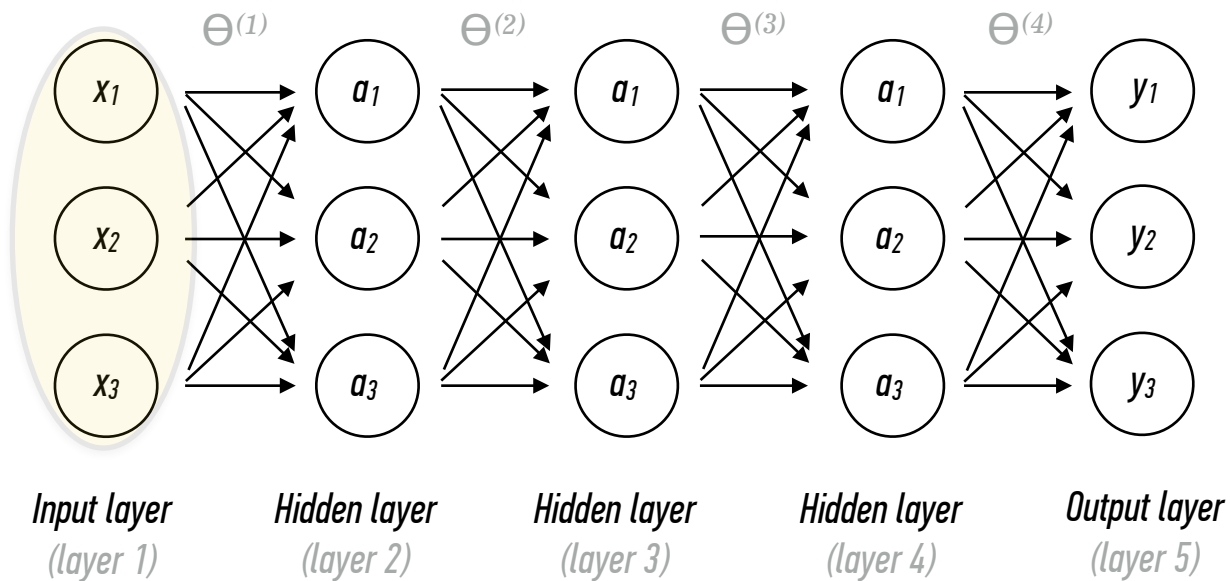 Θ(1) Θ(2) Θ(3) Θ(4)
x1 a1 a1 a1 y1
x2 a2 a2 a2 y2
x3 a3 a3 a3 y3
Input layer Hidden layer Hidden layer Hidden layer Output layer
(layer 1) (layer 2) (layer 3) (layer 4) (layer 5)